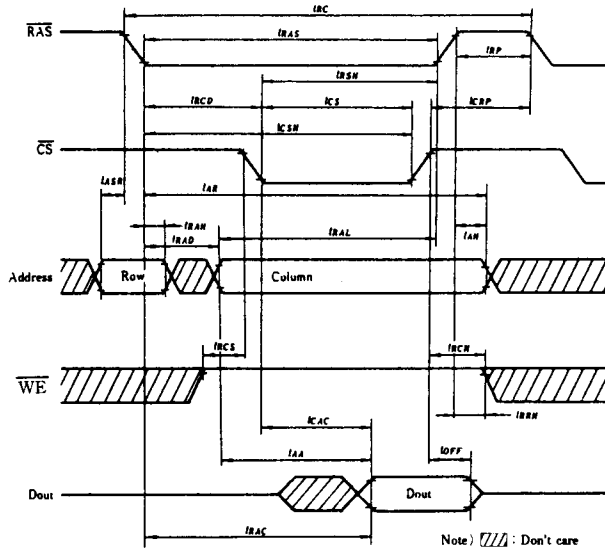 tRC
RAS
tRAS
tRP
tRSH
tRCD
tCS
tCRP
tCSH
CS
tASR
tAR
tRAH
tAH
tRAD
tRAL
Address
Row
Column
tRCS
tRCH
WE
tRRH
tCAC
tAA
tOFF
Dout
Dout
tRAC
Note) : Don't care